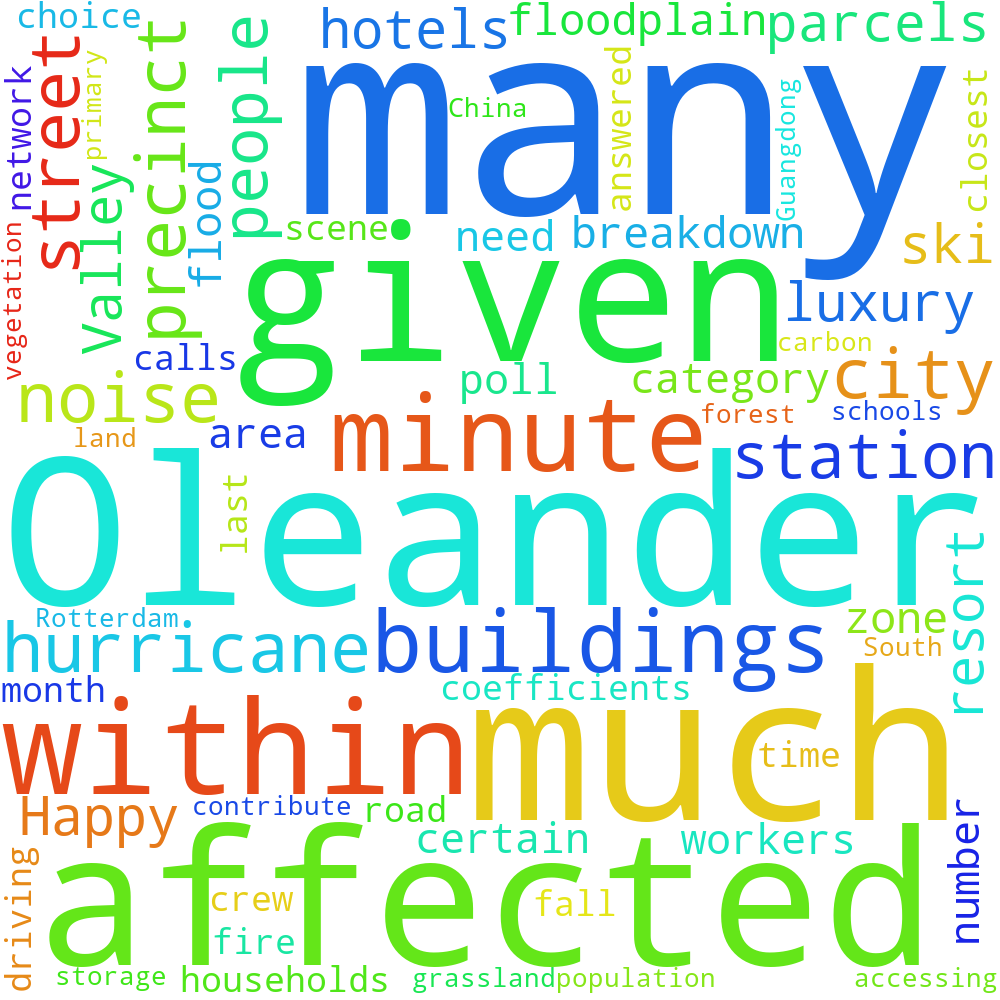 choice
hotels
floodplain
parcels
street
precinct
people
many
network
primary
China
answered
Guangdong
closest
Valley
flood
scene
need
breakdown
ski
vegetation
given
luxury
calls
carbon
noise
poll
category
city
land
area
minute
forest
schools
station
Oleander
last
resort
Rotterdam
hurricane
buildings
zone
South
month
coefficients
within
much
time
Happy
contribute
road
certain
workers
number
driving
affected
crew
fall
fire
storage
households
grassland
population
accessing